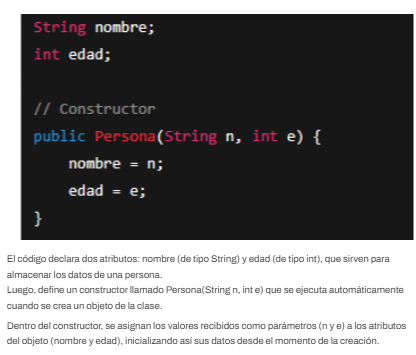 String nombre;
int edad;
// Constructor
public Persona(String n, int e) {
nombre = n;
edad = e;
}
El código declara dos atributos: nombre (de tipo String) y edad (de tipo int), que sirven para
almacenar los datos de una persona.
Luego, define un constructor llamado Persona(String n, int e) que se ejecuta automáticamente
cuando se crea un objeto de la clase.
Dentro del constructor, se asignan los valores recibidos como parámetros (n y e) a los atributos
del objeto (nombre y edad), inicializando así sus datos desde el momento de la creación.